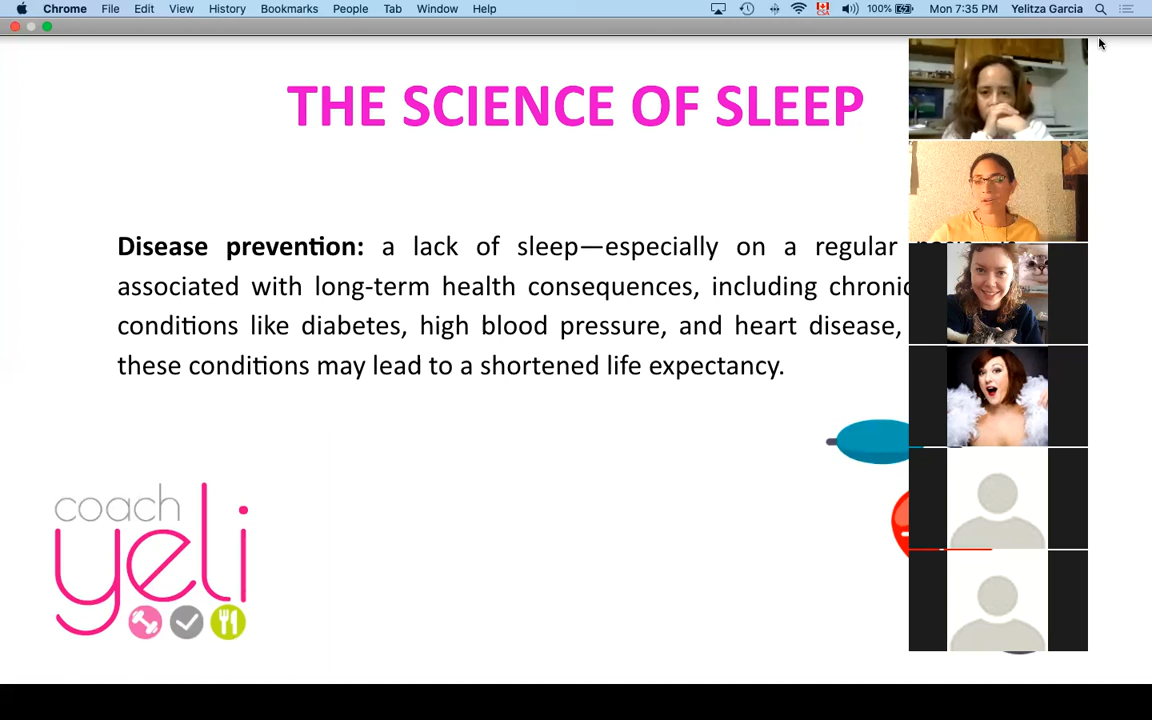 Chrome File Edit View History Bookmarks People Tab Window Help CSA 100% Mon 7:35 PM Yelitza Garcia
THE SCIENCE OF SLEEP
Disease prevention: a lack of sleep—especially on a regular
associated with long-term health consequences, including chronic
conditions like diabetes, high blood pressure, and heart disease,
these conditions may lead to a shortened life expectancy.
coach
yeli